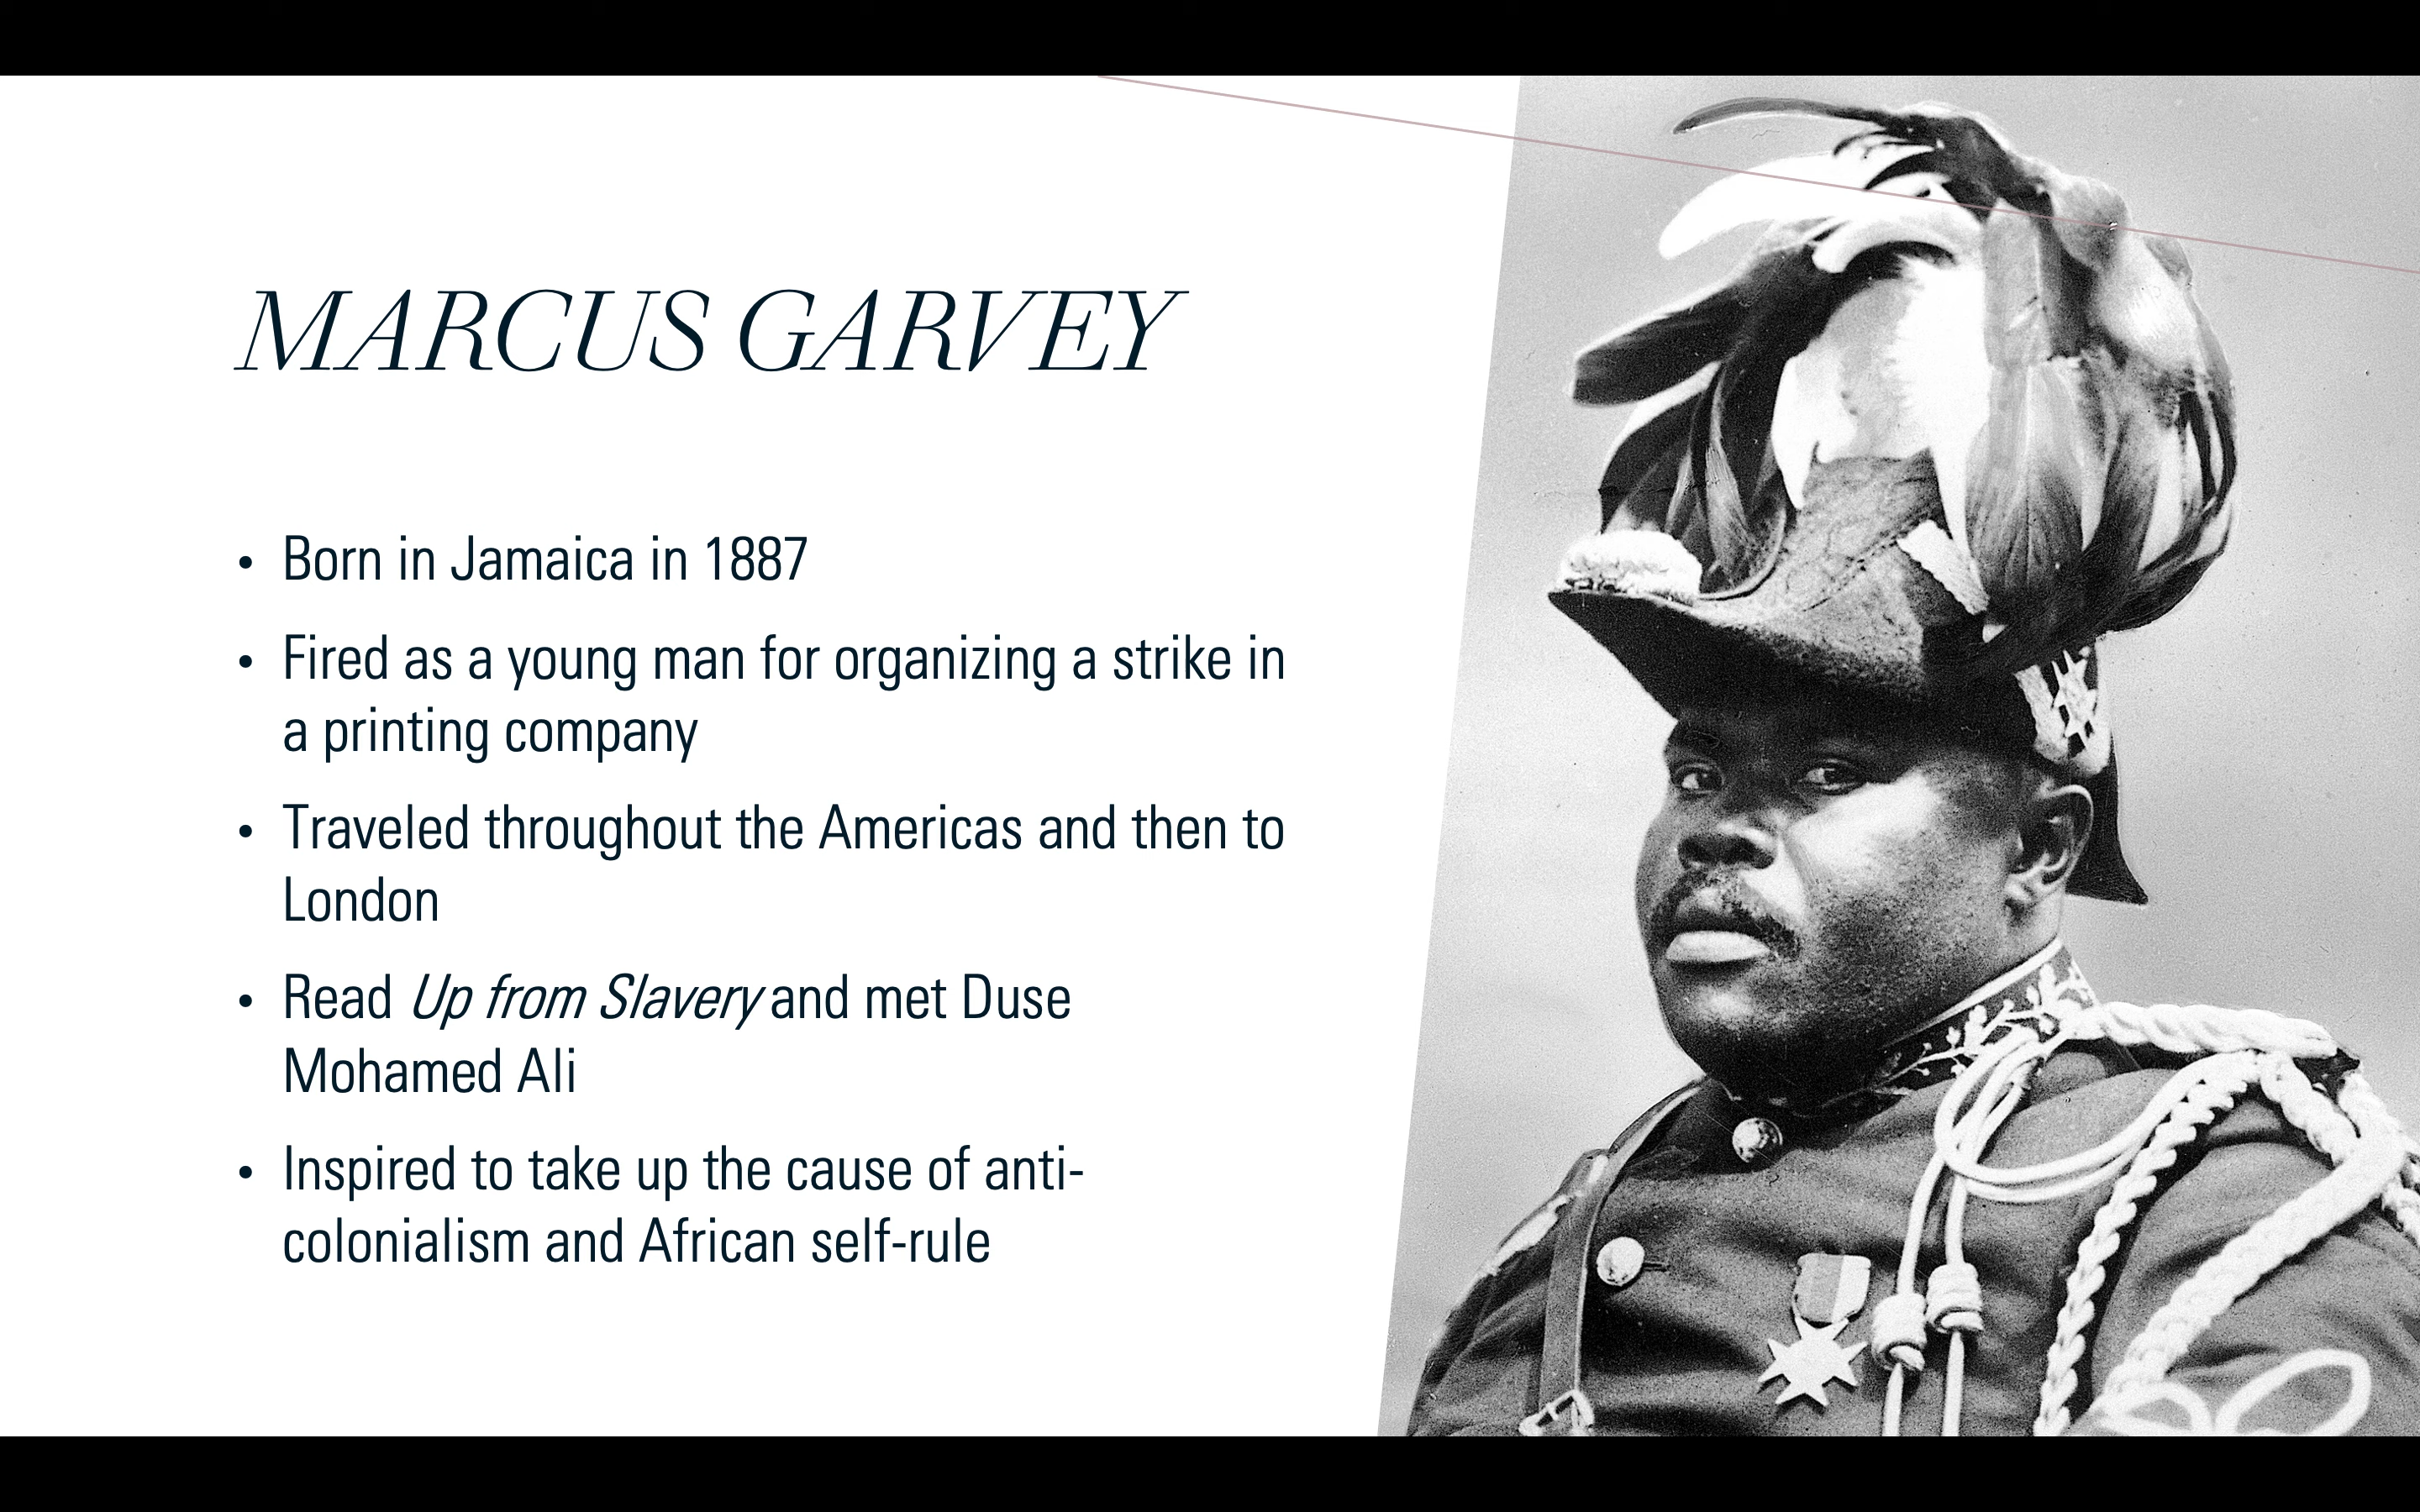 MARCUS GARVEY
• Born in Jamaica in 1887
• Fired as a young man for organizing a strike in
a printing company
• Traveled throughout the Americas and then to
London
• Read Up from Slavery and met Duse
Mohamed Ali
• Inspired to take up the cause of anti-
colonialism and African self-rule